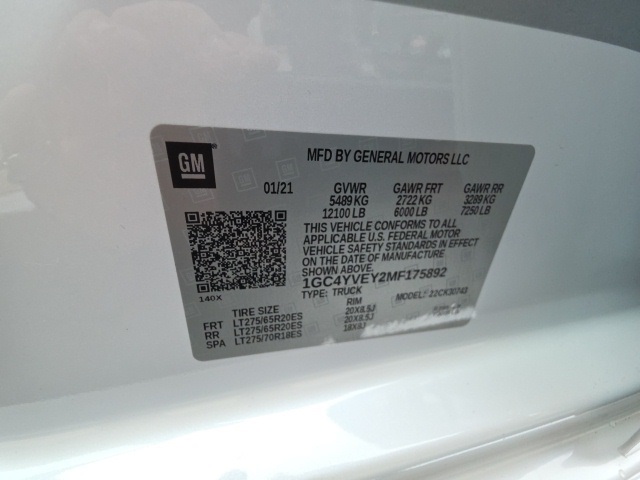 GM
MFD BY GENERAL MOTORS LLC
01/21 GVWR GAWR FRT GAWR RR
5489 KG 2722 KG 3289 KG
12100 LB 6000 LB 7250 LB
THIS VEHICLE CONFORMS TO ALL
APPLICABLE U.S. FEDERAL MOTOR
VEHICLE SAFETY STANDARDS IN EFFECT ON
THE DATE OF MANUFACTURE SHOWN ABOVE.
1GC4YVEY2MF175892
140X TYPE: TRUCK MODEL:
TIRE SIZE RIM
FRT LT275/65R20ES 20X8.5J
RR LT275/65R20ES 20X8.5J
SPA LT275/70R18ES 18X8J